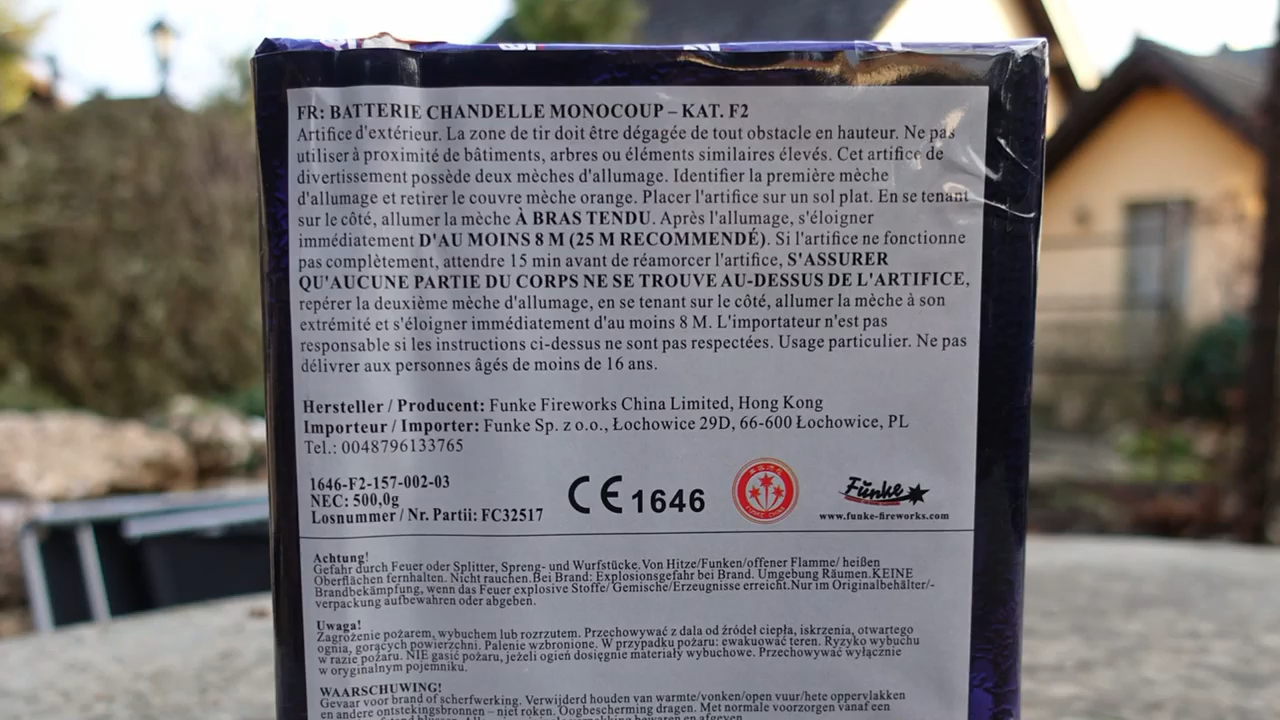 FR: BATTERIE CHANDELLE MONOCOUP – KAT. F2
Artifice d'extérieur. La zone de tir doit être dégagée de tout obstacle en hauteur. Ne pas
utiliser à proximité de bâtiments, arbres ou éléments similaires élevés. Cet artifice de
divertissement possède deux mèches d'allumage. Identifier la première mèche
d'allumage et retirer le couvre mèche orange. Placer l'artifice sur un sol plat. En se tenant
sur le côté, allumer la mèche À BRAS TENDU. Après l'allumage, s'éloigner
immédiatement D'AU MOINS 8 M (25 M RECOMMENDÉ). Si l'artifice ne fonctionne
pas complètement, attendre 15 min avant de réamorcer l'artifice, S'ASSURER
QU'AUCUNE PARTIE DU CORPS NE SE TROUVE AU-DESSUS DE L'ARTIFICE,
repérer la deuxième mèche d'allumage, en se tenant sur le côté, allumer la mèche à son
extrémité et s'éloigner immédiatement d'au moins 8 M. L'importateur n'est pas
responsable si les instructions ci-dessus ne sont pas respectées. Usage particulier. Ne pas
délivrer aux personnes âgés de moins de 16 ans.
Hersteller / Producent: Funke Fireworks China Limited, Hong Kong
Importeur / Importer: Funke Sp. z o.o., Łochowice 29D, 66-600 Łochowice, PL
Tel.: 0048796133765
1646-F2-157-002-03
NEC: 500,0g
Losnummer / Nr. Partii: FC32517
CE 1646
Funke
www.funke-fireworks.com
Achtung!
Gefahr durch Feuer oder Splitter, Spreng- und Wurfstücke. Von Hitze/Funken/offener Flamme/ heißen
Oberflächen fernhalten. Nicht rauchen. Bei Brand: Explosionsgefahr bei Brand. Umgebung Räumen. KEINE
Brandbekämpfung, wenn das Feuer explosive Stoffe/ Gemische/Erzeugnisse erreicht. Nur im Originalbehälter/-
verpackung aufbewahren oder abgeben.
Uwaga!
Zagrożenie pożarem, wybuchem lub rozrzutem. Przechowywać z dala od źródeł ciepła, iskrzenia, otwartego
ognia, gorących powierzchni. Palenie wzbronione. W przypadku pożaru: ewakuować teren. Ryzyko wybuchu
w razie pożaru. NIE gasić pożaru, jeżeli ogień dosięgnie materiały wybuchowe. Przechowywać wyłącznie
w oryginalnym pojemniku.
WAARSCHUWING!
Gevaar voor brand of scherfwerking. Verwijderd houden van warmte/vonken/open vuur/hete oppervlakken
en andere ontstekingsbronnen – niet roken. Oogbescherming dragen. Met normale voorzorgen vanaf een